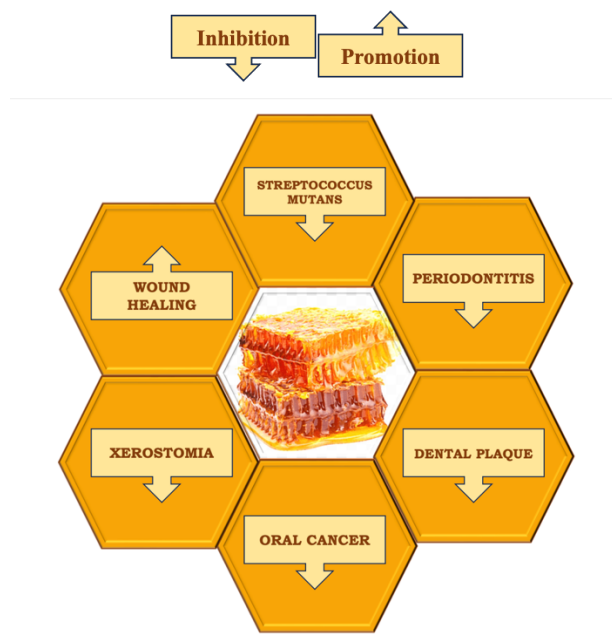 Inhibition
Promotion
STREPTOCOCCUS
MUTANS
WOUND
HEALING
PERIODONTITIS
XEROSTOMIA
DENTAL PLAQUE
ORAL CANCER